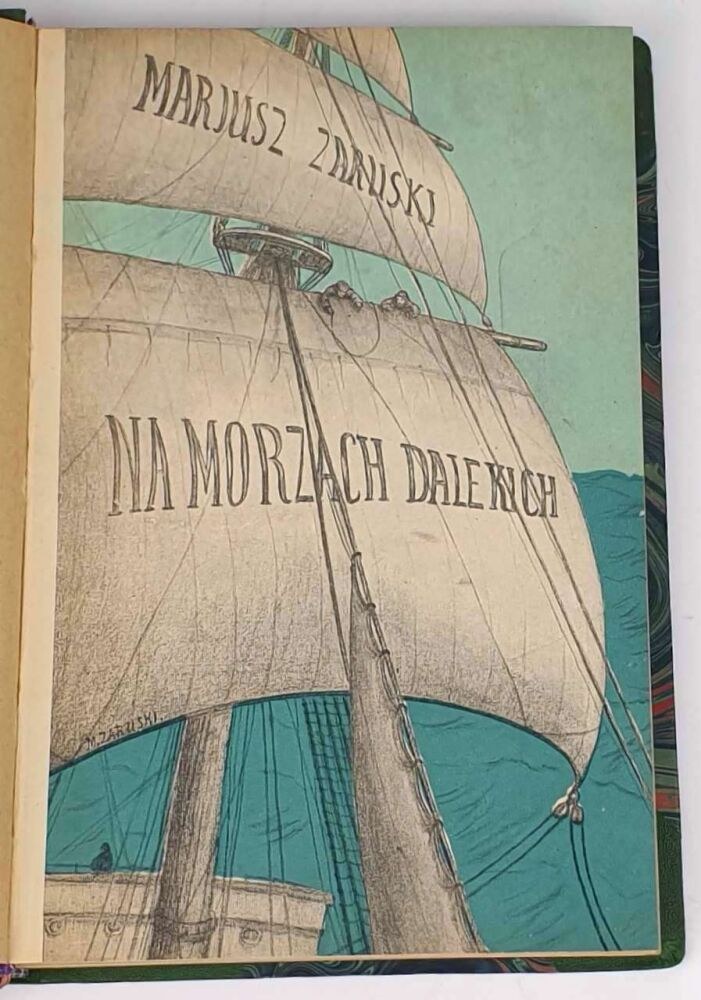 MARJUSZ ZARUSKI
NA MORZACH DALEKICH
M. ZARUSKI.